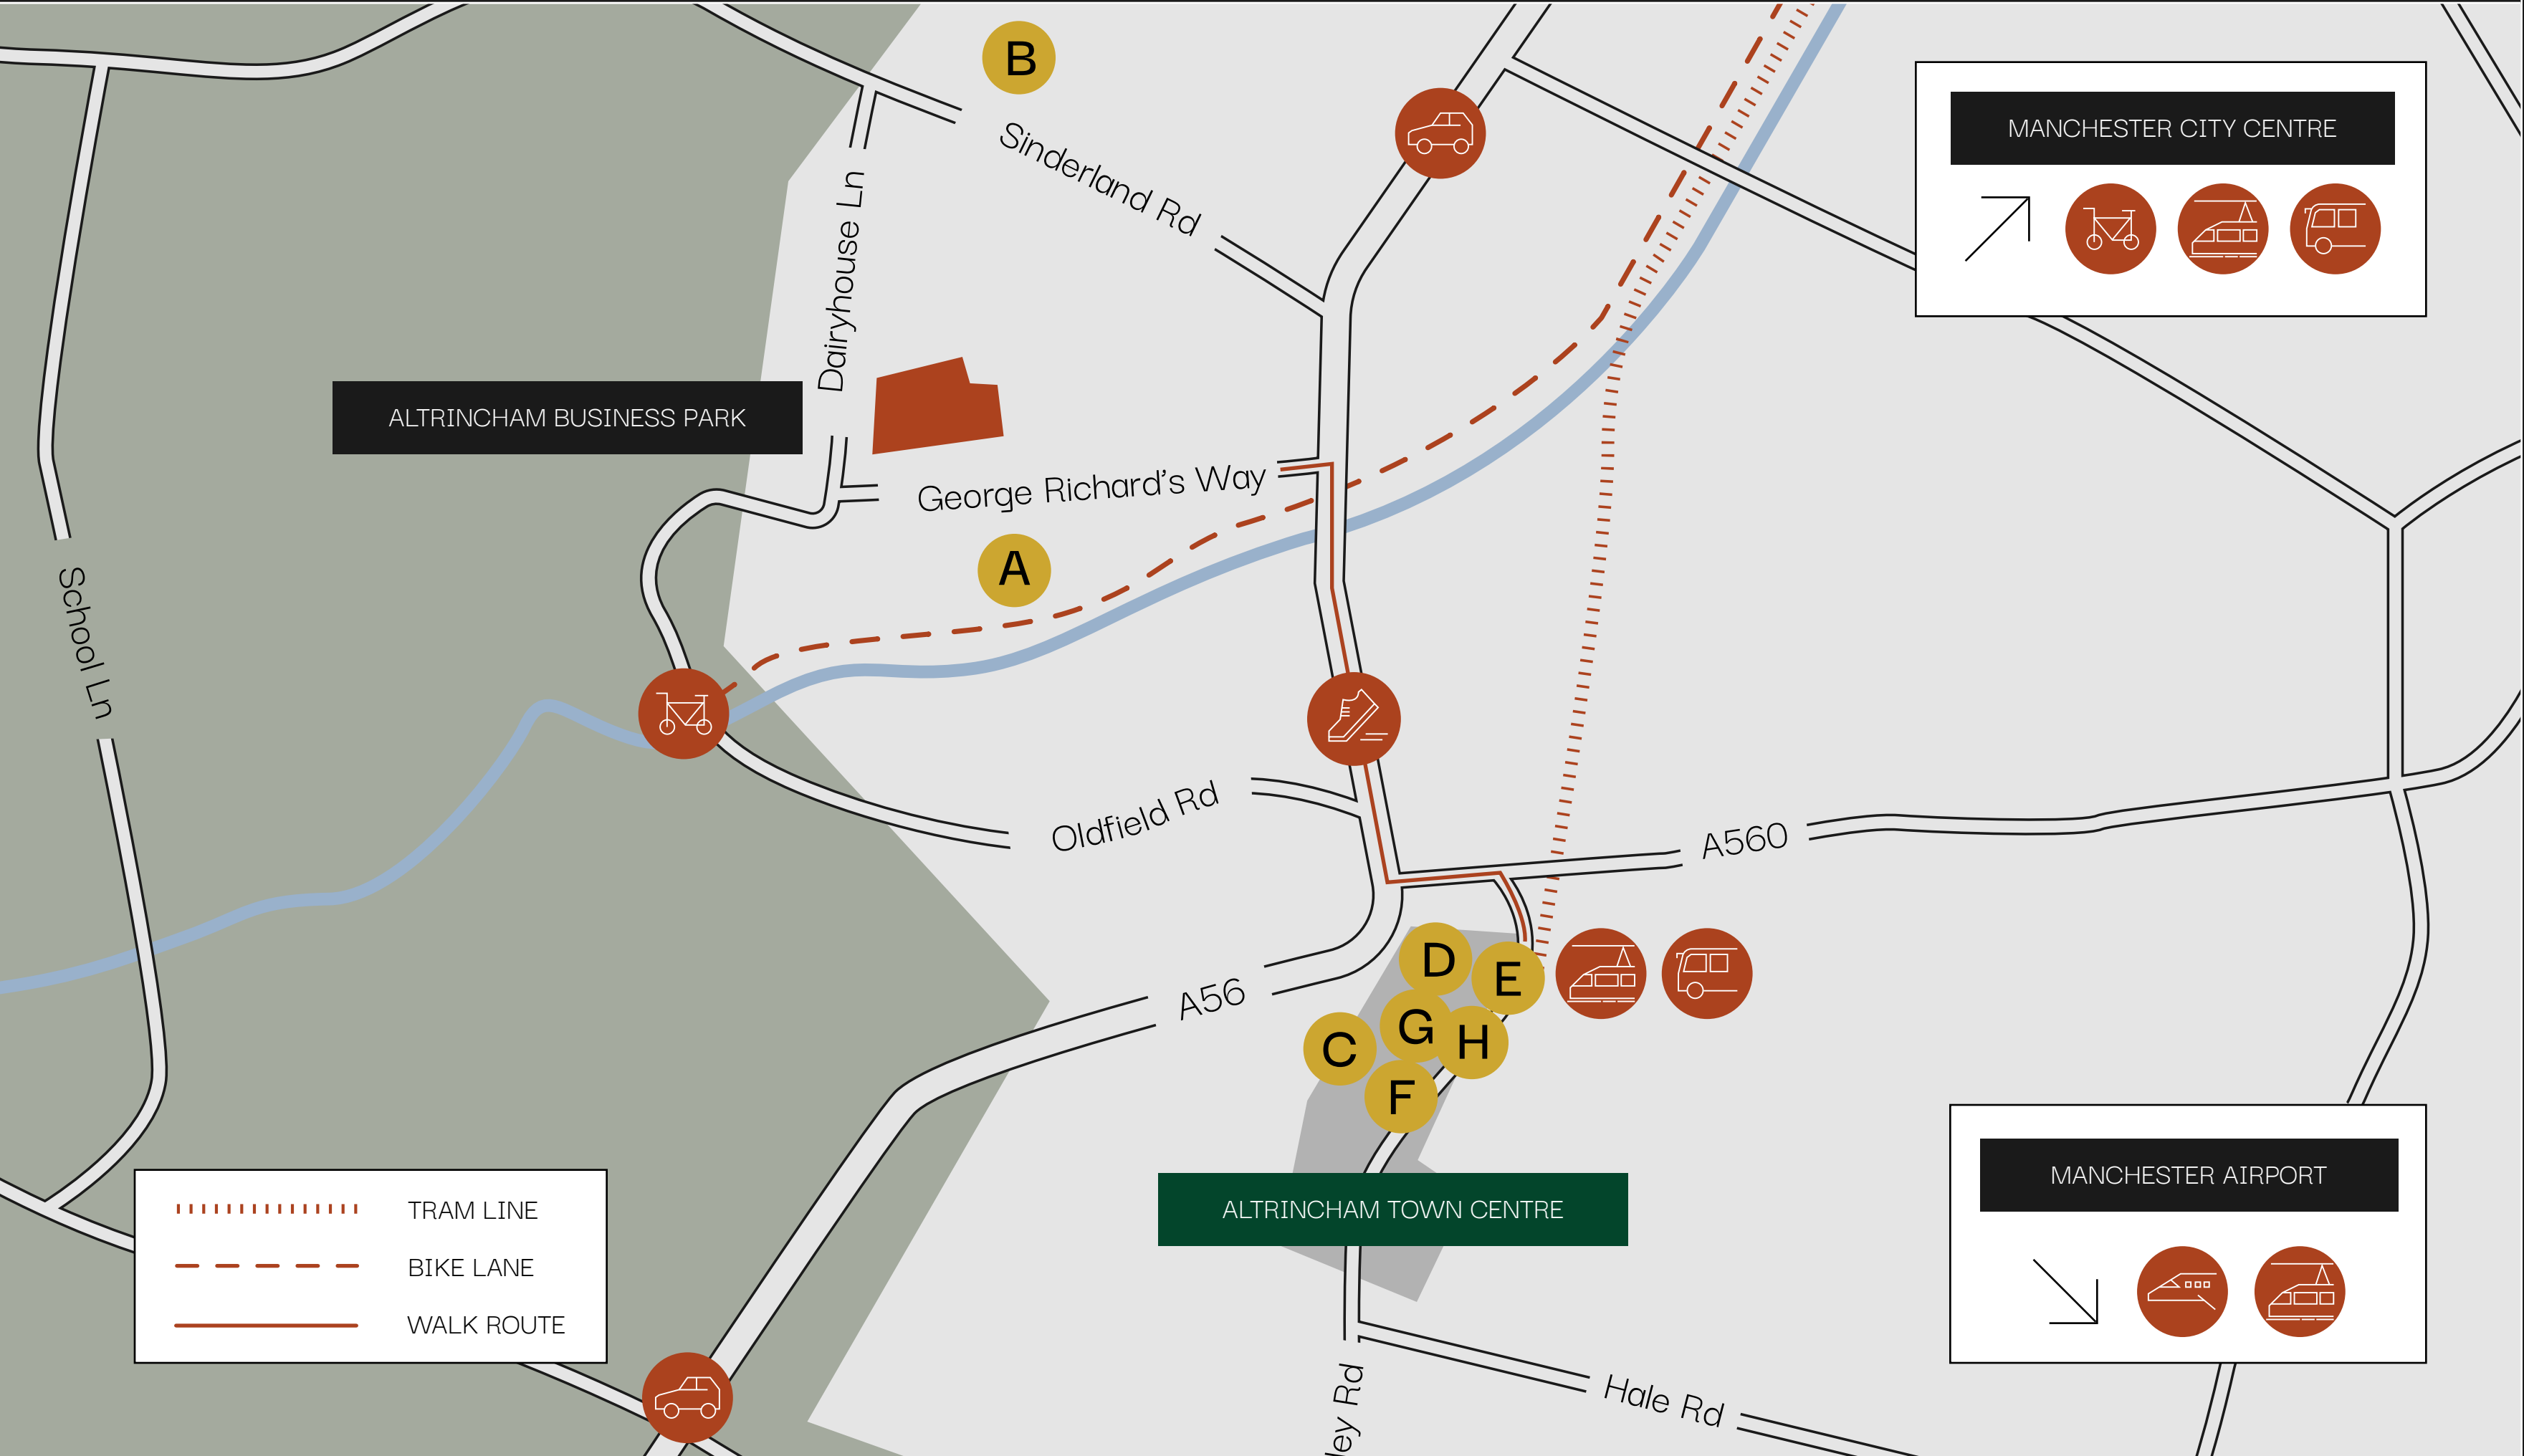 B
MANCHESTER CITY CENTRE
Sinderland Rd
Dairyhouse Ln
ALTRINCHAM BUSINESS PARK
George Richard's Way
A
School Ln
Oldfield Rd
A560
D
E
A56
G
H
C
F
MANCHESTER AIRPORT
ALTRINCHAM TOWN CENTRE
TRAM LINE
BIKE LANE
WALK ROUTE
Hale Rd
ley Rd